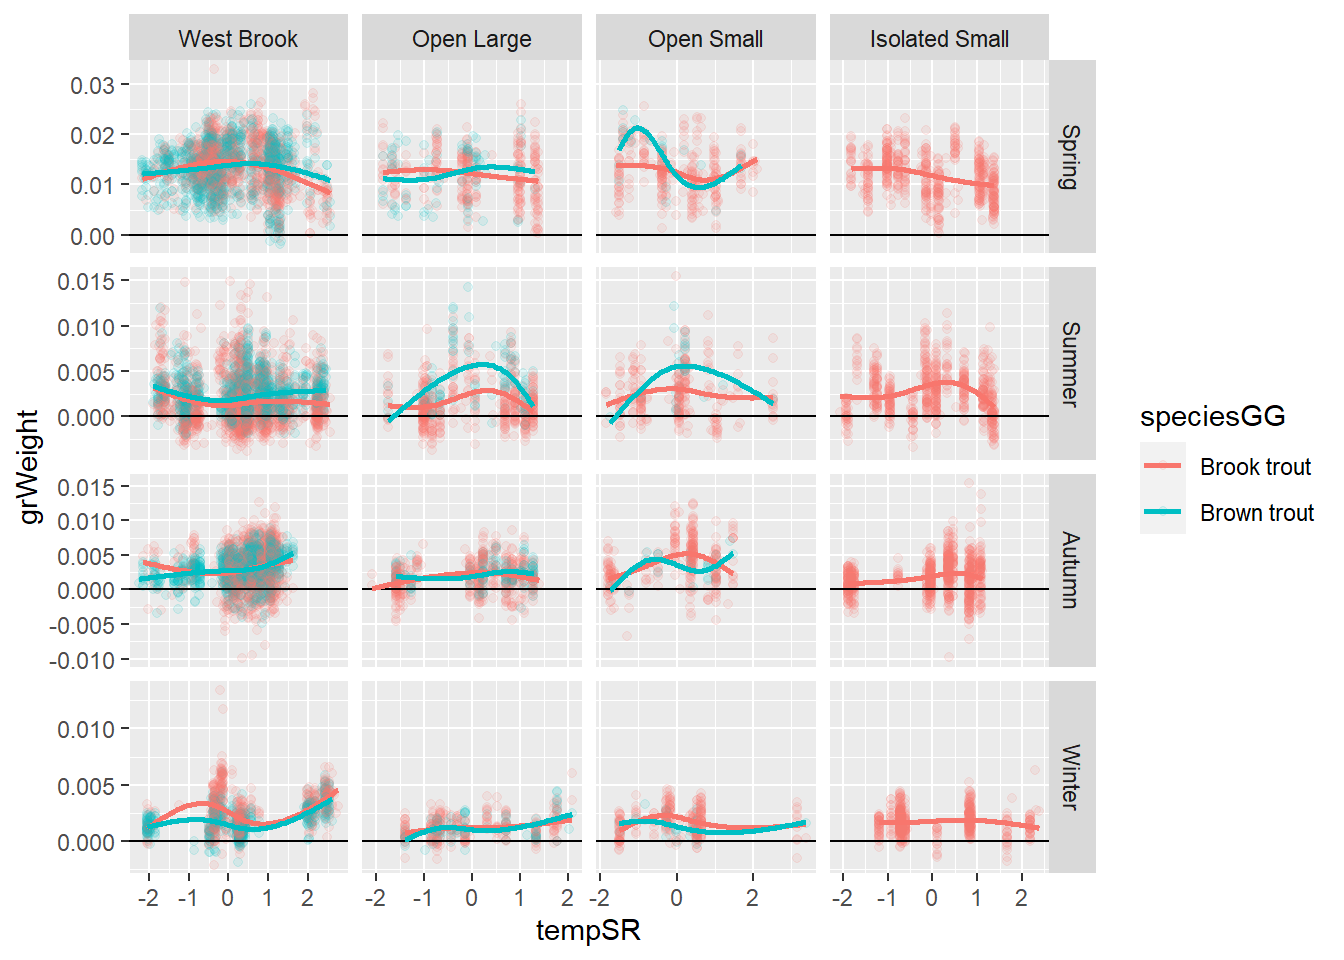 West Brook Open Large Open Small Isolated Small
0.03
0.02
0.01
0.00
Spring
0.015
0.010
0.005
0.000
Summer
0.015
0.010
0.005
0.000
-0.005
-0.010
Autumn
0.010
0.005
0.000
Winter
-2 -1 0 1 2 -2 -1 0 1 2 -2 0 2 -2 -1 0 1 2
tempSR
grWeight
speciesGG
Brook trout
Brown trout